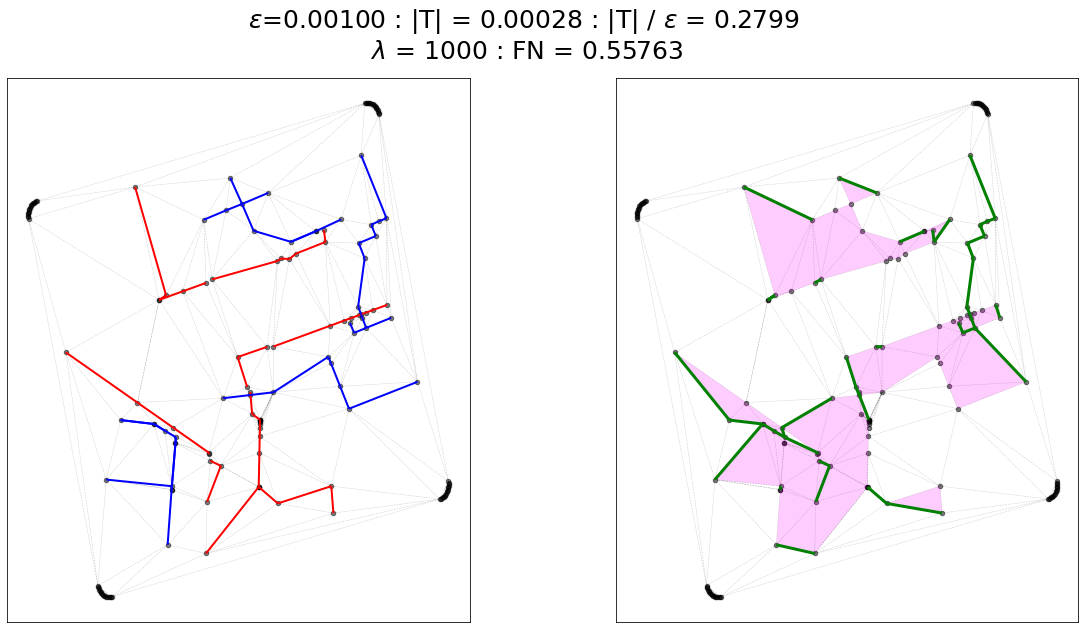 ε=0.00100 : |T| = 0.00028 : |T| / ε = 0.2799
λ = 1000 : FN = 0.55763